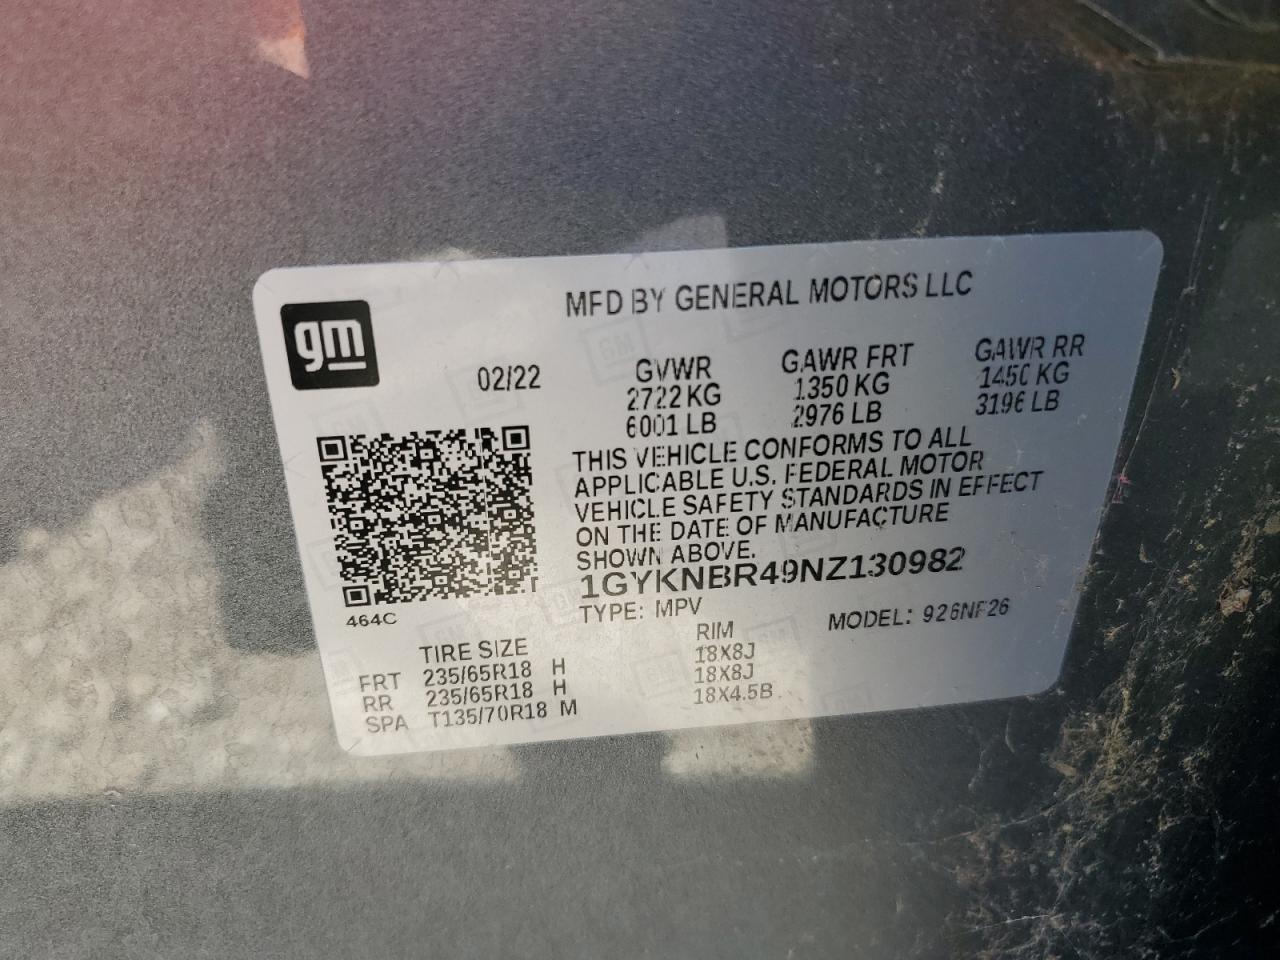 MFD BY GENERAL MOTORS LLC
gm
02/22
GVWR GAWR FRT GAWR RR
2722 KG 1350 KG 1450 KG
6001 LB 2976 LB 3196 LB
THIS VEHICLE CONFORMS TO ALL
APPLICABLE U.S. FEDERAL MOTOR
VEHICLE SAFETY STANDARDS IN EFFECT
ON THE DATE OF MANUFACTURE
SHOWN ABOVE.
1GYKNBR49NZ130982
464C
TYPE: MPV MODEL: 926NF26
TIRE SIZE RIM
FRT 235/65R18 H 18X8J
RR 235/65R18 H 18X8J
SPA T135/70R18 M 18X4.5B